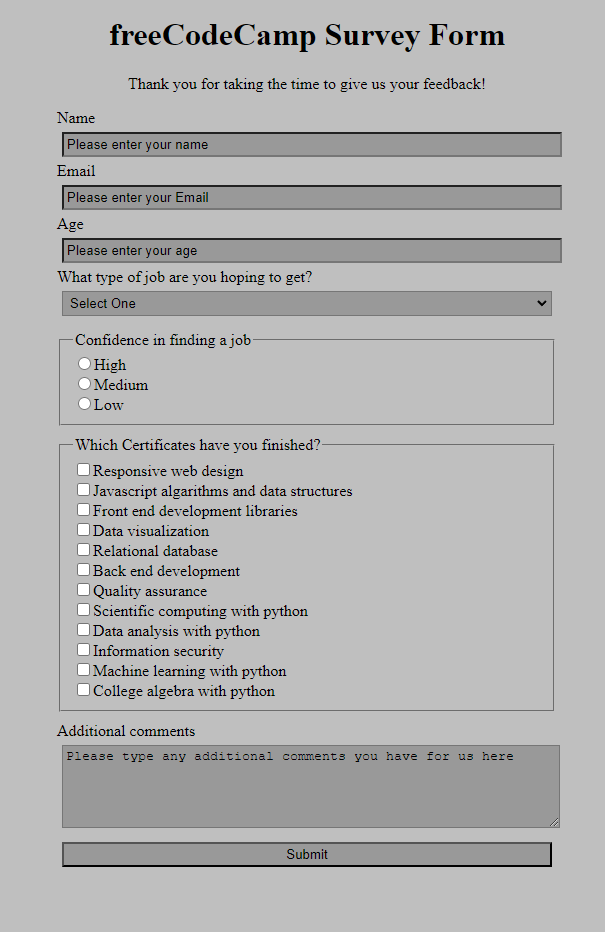 freeCodeCamp Survey Form
Thank you for taking the time to give us your feedback!
Name
Please enter your name
Email
Please enter your Email
Age
Please enter your age
What type of job are you hoping to get?
Select One
Confidence in finding a job
High
Medium
Low
Which Certificates have you finished?
Responsive web design
Javascript algarithms and data structures
Front end development libraries
Data visualization
Relational database
Back end development
Quality assurance
Scientific computing with python
Data analysis with python
Information security
Machine learning with python
College algebra with python
Additional comments
Please type any additional comments you have for us here
Submit